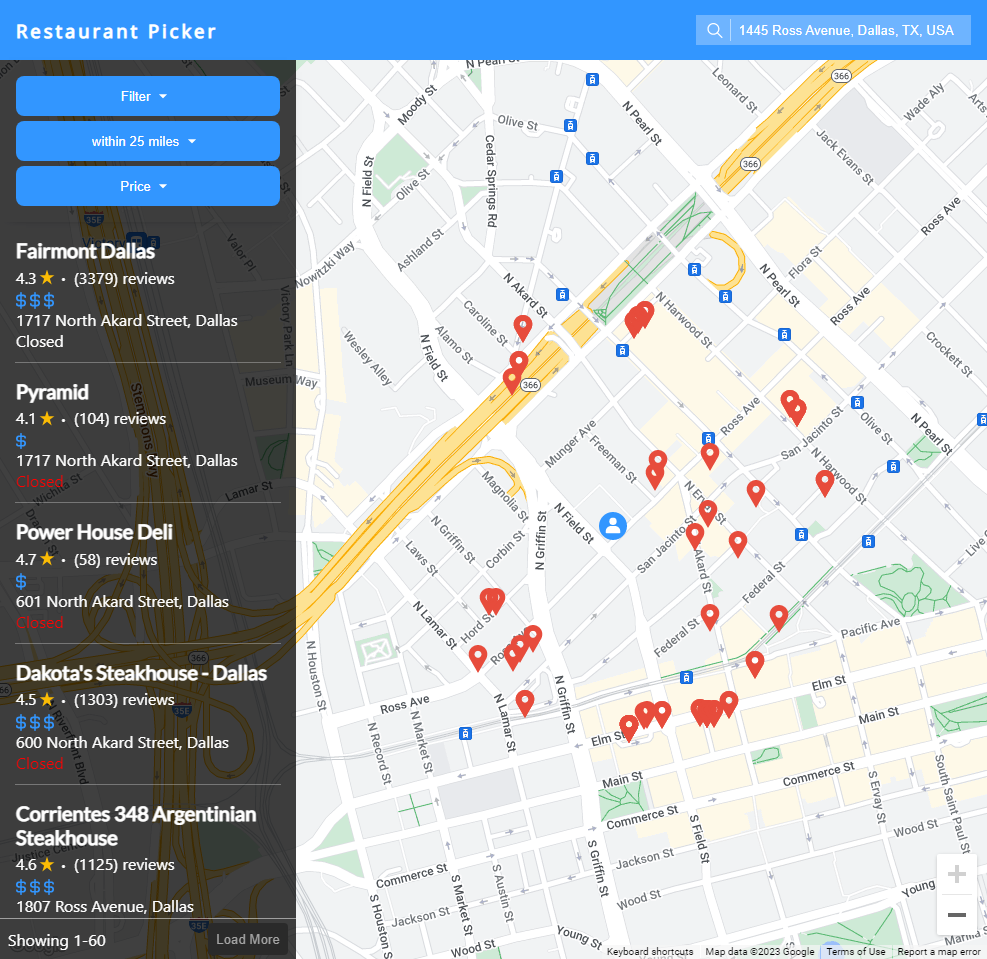 Restaurant Picker
1445 Ross Avenue, Dallas, TX, USA
Filter
within 25 miles
Price
Fairmont Dallas
4.3 ★ · (3379) reviews
$$$
1717 North Akard Street, Dallas
Closed
Pyramid
4.1 ★ · (104) reviews
$
1717 North Akard Street, Dallas
Closed
Power House Deli
4.7 ★ · (58) reviews
$
601 North Akard Street, Dallas
Closed
Dakota's Steakhouse - Dallas
4.5 ★ · (1303) reviews
$$$
600 North Akard Street, Dallas
Closed
Corrientes 348 Argentinian
Steakhouse
4.6 ★ · (1125) reviews
$$$
1807 Ross Avenue, Dallas
Showing 1-60
Load More
35E
Victory
Valor Pl
Victory Park Ln
Museum Way
Stemmons Fwy
Wichita St
Lamar St
366
35E
N Riverfront Blvd
35E
N Pearl St
Moody St
Olive St
N Pearl St
Leonard St
366
Wade Aly
Arts
Jack Evans St
366
N Field St
Olive St
Cedar Springs Rd
Ross Ave
Nowitzki Way
Ashland St
N Akard St
Flora St
N Pearl St
Ross Ave
N Harwood St
Caroline St
Alamo St
N Field St
Wesley Alley
366
Crockett St
Munger Ave
Freeman St
Ross Ave
San Jacinto St
Olive St
N Pearl St
N Harwood St
Magnolia St
N Griffin St
Corbin St
Laws St
N Griffin St
N Field St
San Jacinto St
Akard St
Federal St
Live
N Lamar St
Hord St
Federal St
Pacific Ave
N Houston St
Ross Ave
N Griffin St
Elm St
Main St
N Record St
N Market St
N Lamar St
Elm St
Main St
Commerce St
Commerce St
S Ervay St
South Saint Paul St
S Field St
Wood St
S Griffin St
Jackson St
Commerce St
S Market St
S Austin St
Wood St
Young
S Houston St
Jackson St
Wood St
Young St
Keyboard shortcuts
Map data ©2023 Google
Terms of Use
Report a map error